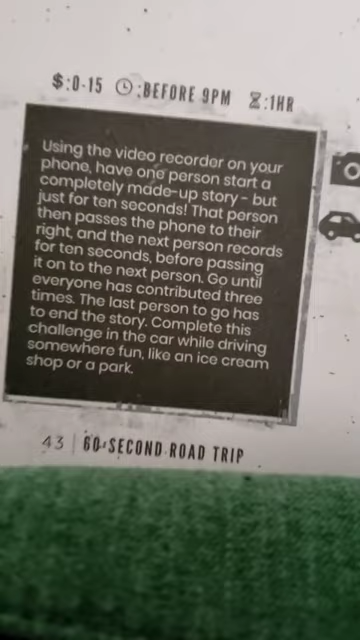 $:0-15 :BEFORE 9PM :1HR
Using the video recorder on your
phone, have one person start a
completely made-up story - but
just for ten seconds! That person
then passes the phone to their
right, and the next person records
for ten seconds, before passing
it on to the next person. Go until
everyone has contributed three
times. The last person to go has
to end the story. Complete this
challenge in the car while driving
somewhere fun, like an ice cream
shop or a park.
43 | 60-SECOND ROAD TRIP